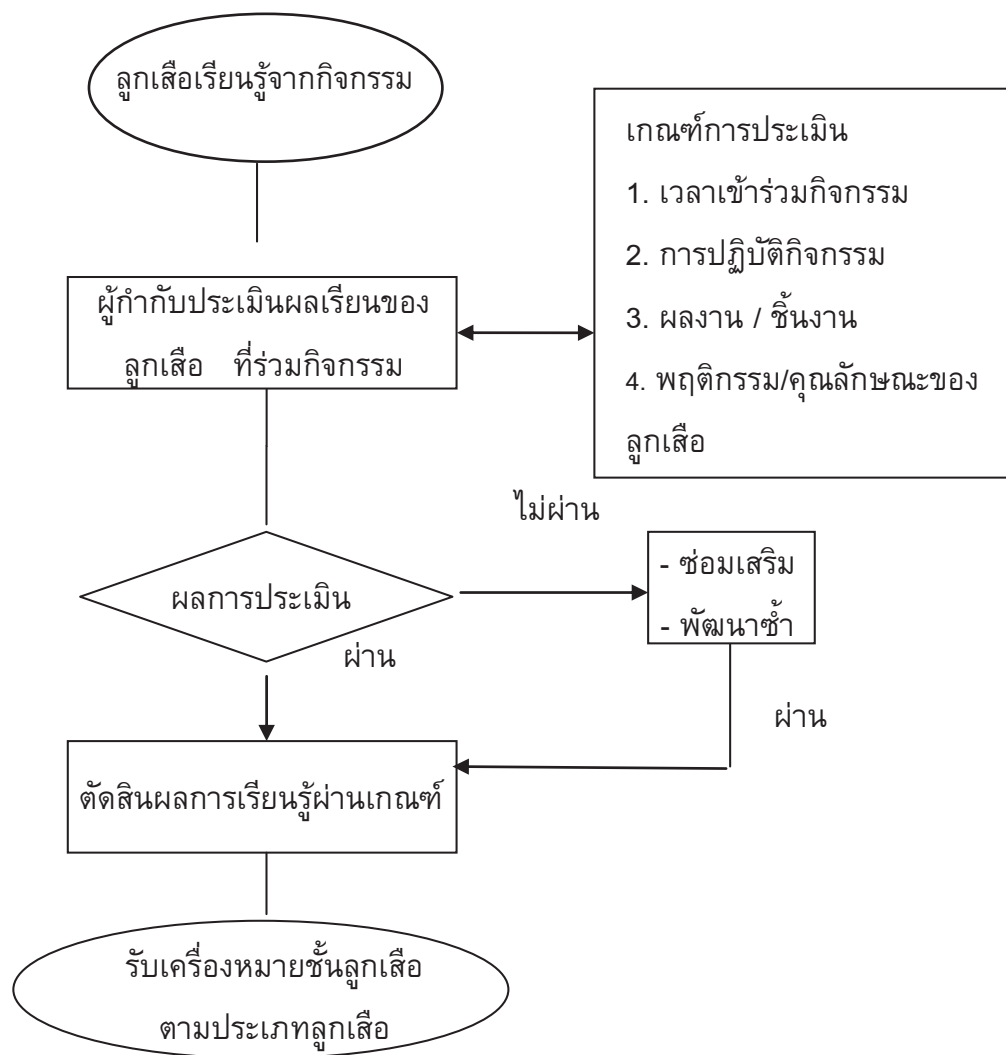 ลูกเสือเรียนรู้จากกิจกรรม
เกณฑ์การประเมิน
1. เวลาเข้าร่วมกิจกรรม
2. การปฏิบัติกิจกรรม
3. ผลงาน / ชิ้นงาน
4. พฤติกรรม/คุณลักษณะของ
ลูกเสือ
ผู้กำกับประเมินผลเรียนของ
ลูกเสือ ที่ร่วมกิจกรรม
ไม่ผ่าน
ผลการประเมิน
- ซ่อมเสริม
- พัฒนาซ้ำ
ผ่าน
ผ่าน
ตัดสินผลการเรียนรู้ผ่านเกณฑ์
รับเครื่องหมายชั้นลูกเสือ
ตามประเภทลูกเสือ